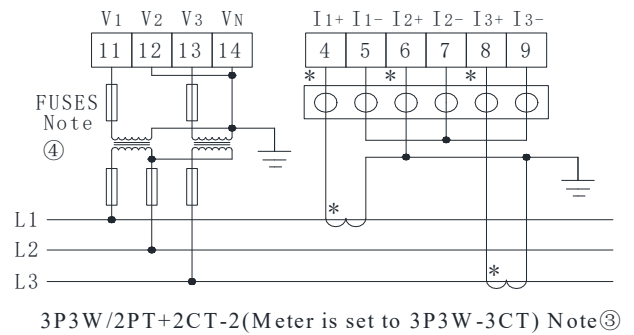 V1 V2 V3 VN I1+ I1- I2+ I2- I3+ I3-
11 12 13 14 4 5 6 7 8 9
* * *
FUSES
Note
④
*
L1
L2
*
L3
3P3W/2PT+2CT-2(Meter is set to 3P3W-3CT) Note③